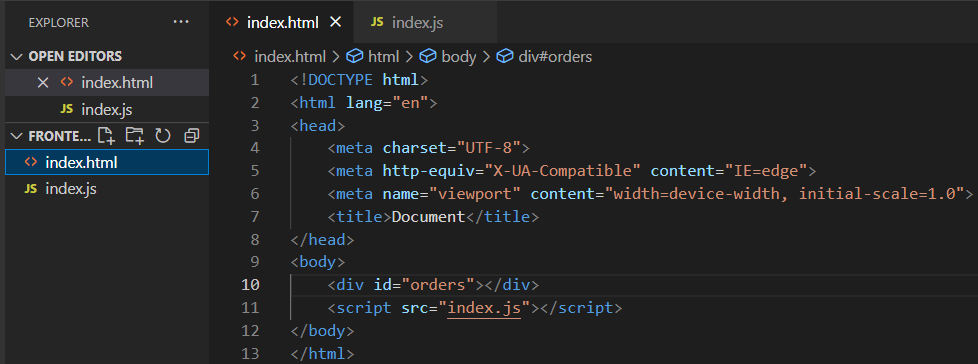 EXPLORER ...
OPEN EDITORS
index.html
JS index.js
FRONTE...
index.html
JS index.js
index.html JS index.js
index.html > html > body > div#orders
1 <!DOCTYPE html>
2 <html lang="en">
3 <head>
4 <meta charset="UTF-8">
5 <meta http-equiv="X-UA-Compatible" content="IE=edge">
6 <meta name="viewport" content="width=device-width, initial-scale=1.0">
7 <title>Document</title>
8 </head>
9 <body>
10 <div id="orders"></div>
11 <script src="index.js"></script>
12 </body>
13 </html>